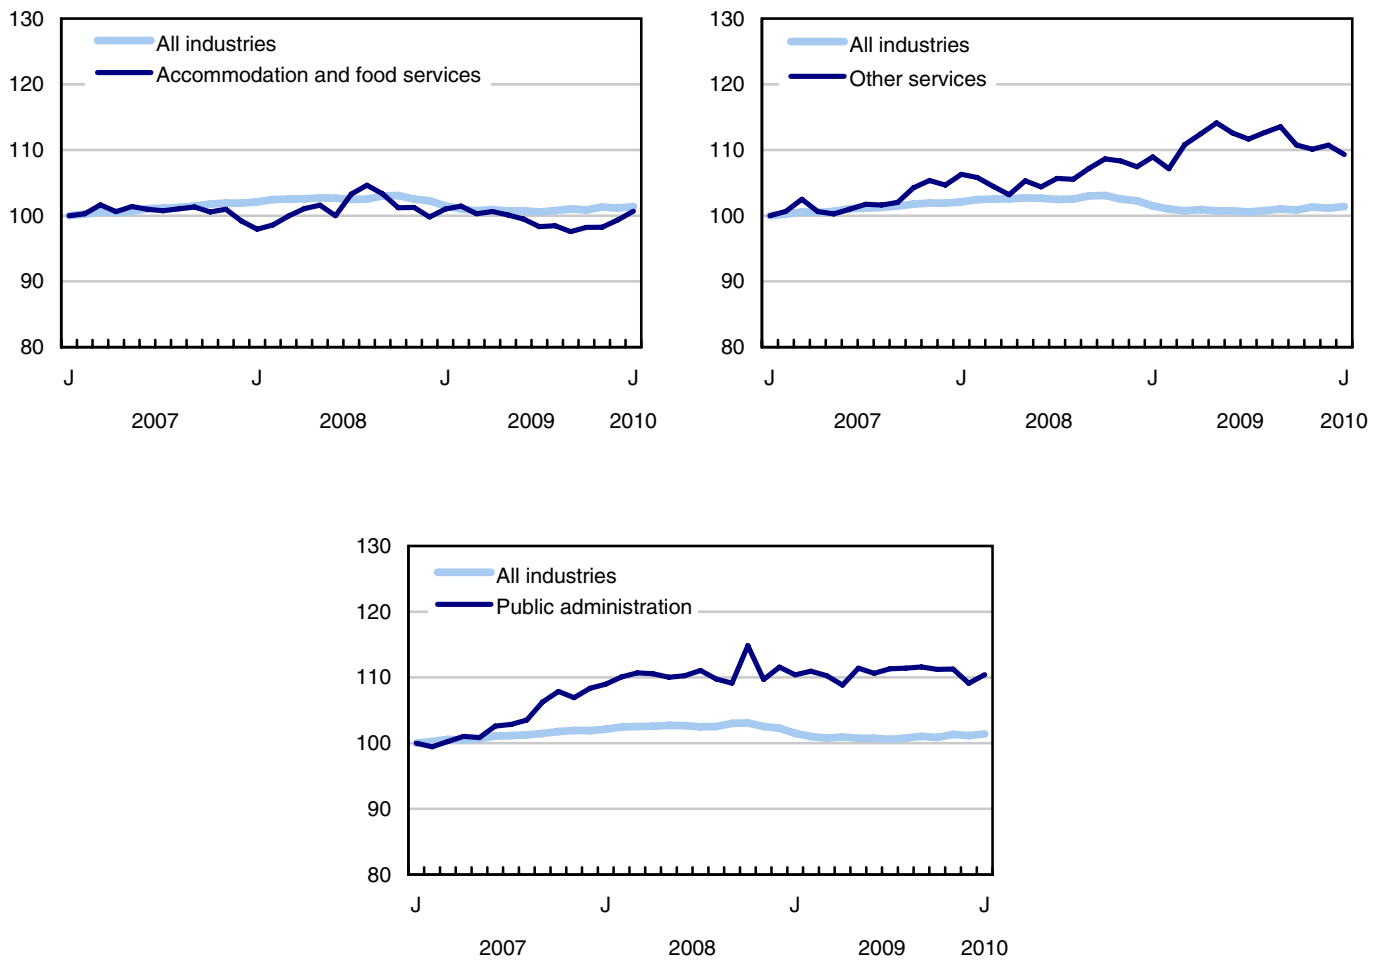 130
All industries
Accommodation and food services
120
110
100
90
80
J J J J
2007 2008 2009 2010
130
All industries
Other services
120
110
100
90
80
J J J J
2007 2008 2009 2010
130
All industries
Public administration
120
110
100
90
80
J J J J
2007 2008 2009 2010